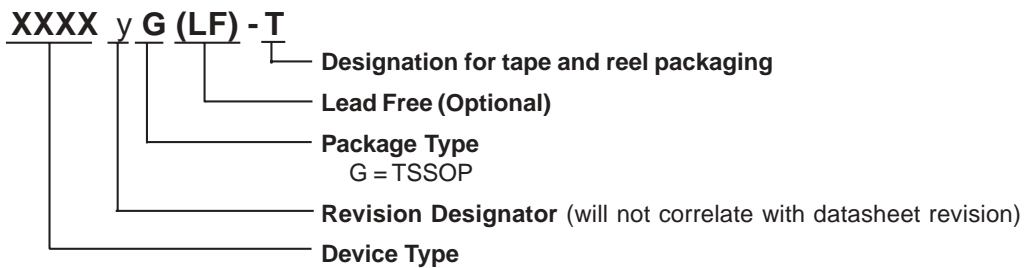 XXXX y G (LF) - T
Designation for tape and reel packaging
Lead Free (Optional)
Package Type
G = TSSOP
Revision Designator (will not correlate with datasheet revision)
Device Type